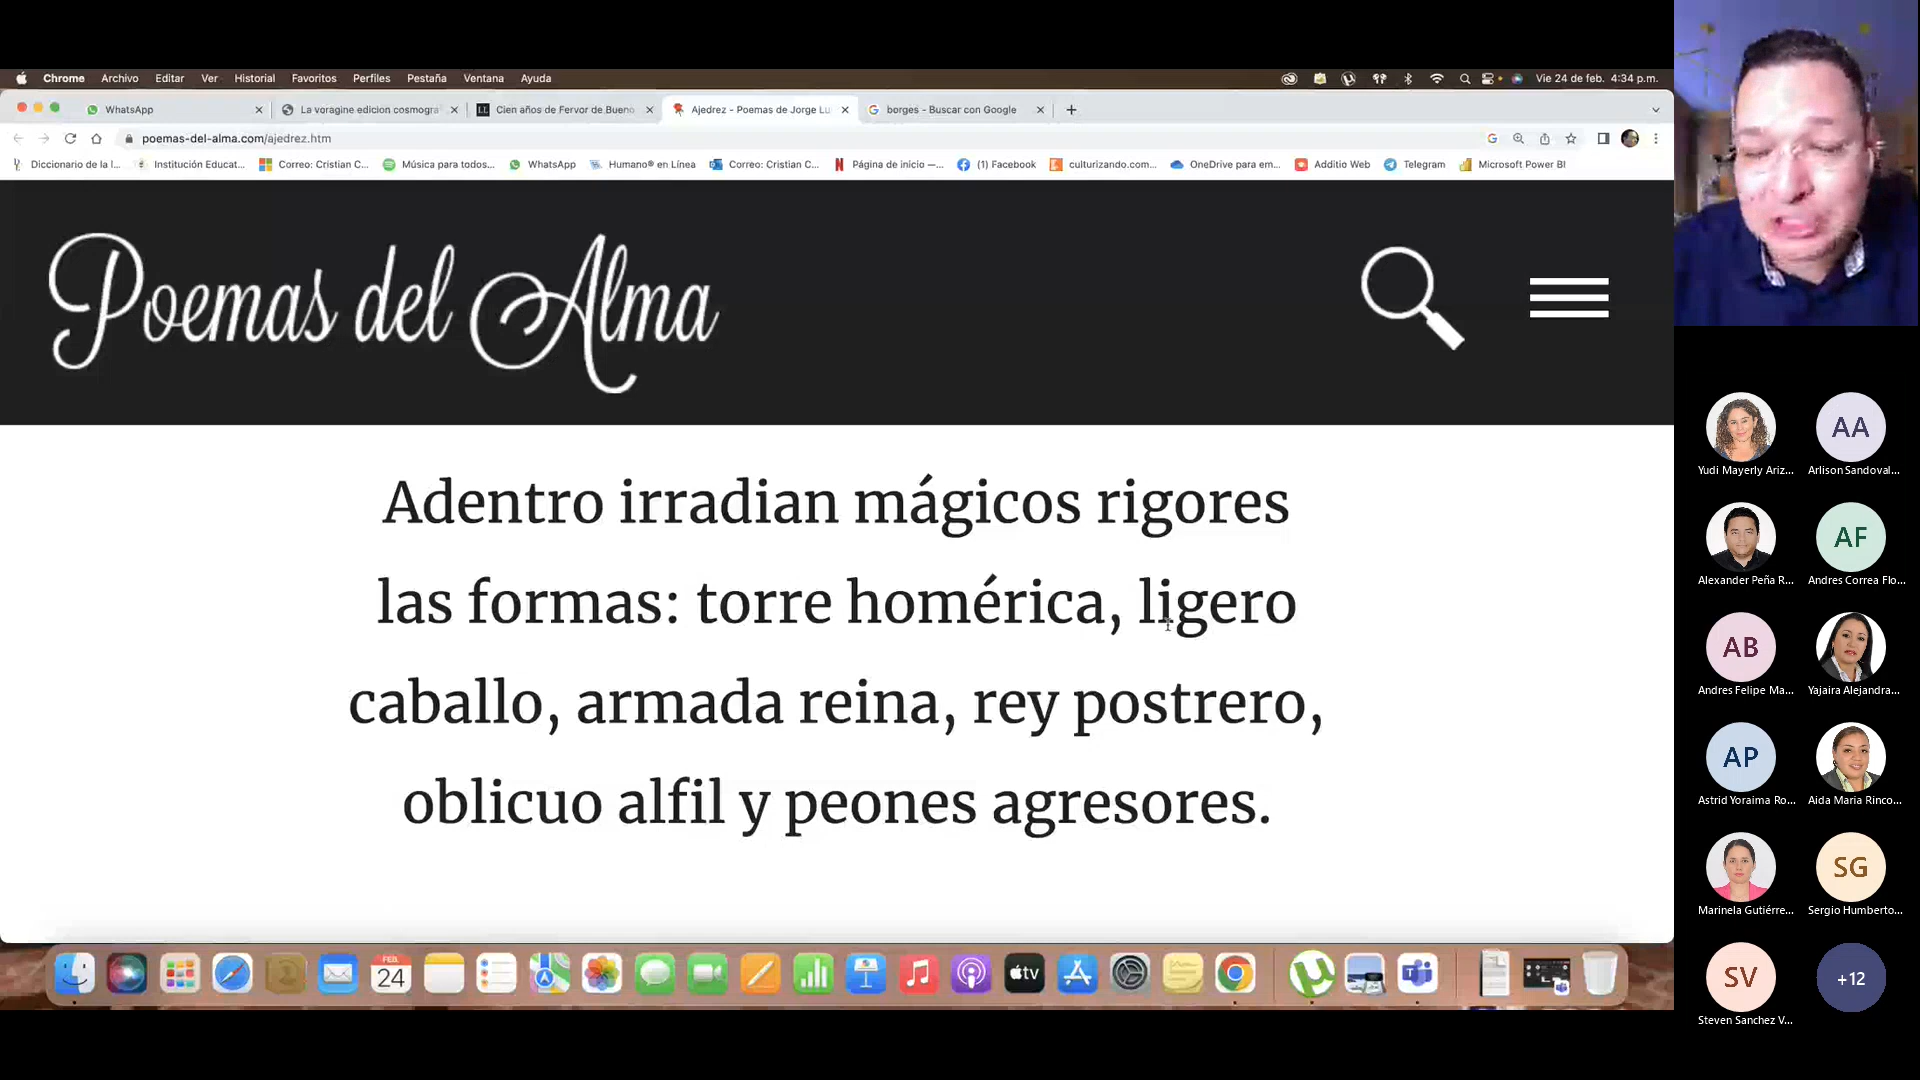 Chrome Archivo Editar Ver Historial Favoritos Perfiles Pestaña Ventana Ayuda
Vie 24 de feb. 4:34 p.m.
WhatsApp
La voragine edicion cosmogra
Cien años de Fervor de Bueno
Ajedrez - Poemas de Jorge Lu
borges - Buscar con Google
poemas-del-alma.com/ajedrez.htm
Diccionario de la l...
Institución Educat...
Correo: Cristian C...
Música para todos...
WhatsApp
Humano® en Línea
Correo: Cristian C...
Página de inicio —...
(1) Facebook
culturizando.com...
OneDrive para em...
Additio Web
Telegram
Microsoft Power BI
Poemas del Alma
Adentro irradian mágicos rigores
las formas: torre homérica, ligero
caballo, armada reina, rey postrero,
oblicuo alfil y peones agresores.
FEB.
24
tv
Yudi Mayerly Ariz...
AA
Arlison Sandoval...
Alexander Peña R...
AF
Andres Correa Flo...
AB
Andres Felipe Ma...
Yajaira Alejandra...
AP
Astrid Yoraima Ro...
Aida Maria Rinco...
Marinela Gutiérre...
SG
Sergio Humberto...
SV
Steven Sanchez V...
+12